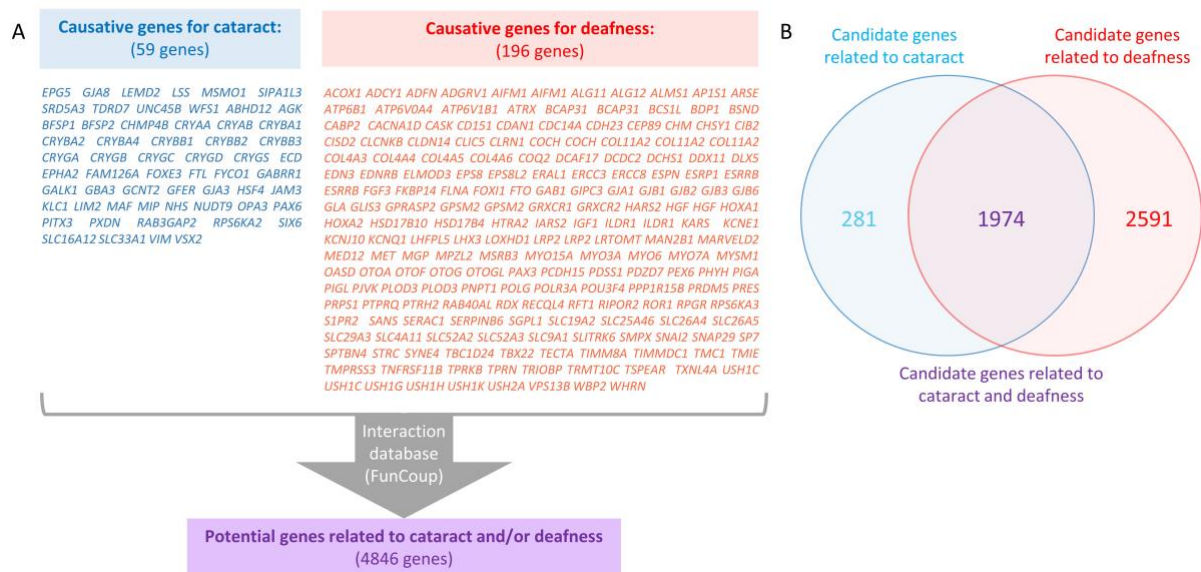 A
Causative genes for cataract:
(59 genes)
EPG5 GJA8 LEMD2 LSS MSMO1 SIPA1L3
SRD5A3 TDRD7 UNC45B WFS1 ABHD12 AGK
BFSP1 BFSP2 CHMP4B CRYAA CRYAB CRYBA1
CRYBA2 CRYBA4 CRYBB1 CRYBB2 CRYBB3
CRYGA CRYGB CRYGC CRYGD CRYGS ECD
EPHA2 FAM126A FOXE3 FTL FYCO1 GABRR1
GALK1 GBA3 GCNT2 GFER GJA3 HSF4 JAM3
KLC1 LIM2 MAF MIP NHS NUDT9 OPA3 PAX6
PITX3 PXDN RAB3GAP2 RPS6KA2 SIX6
SLC16A12 SLC33A1 VIM VSX2
Causative genes for deafness:
(196 genes)
ACOX1 ADCY1 ADFN ADGRV1 AIFM1 AIFM1 ALG11 ALG12 ALMS1 AP1S1 ARSE
ATP6B1 ATP6V0A4 ATP6V1B1 ATRX BCAP31 BCAP31 BCS1L BDP1 BSND
CABP2 CACNA1D CASK CD151 CDAN1 CDC14A CDH23 CEP89 CHM CHSY1 CIB2
CISD2 CLCNKB CLDN14 CLIC5 CLRN1 COCH COCH COL11A2 COL11A2 COL11A2
COL4A3 COL4A4 COL4A5 COL4A6 COQ2 DCAF17 DCDC2 DCHS1 DDX11 DLX5
EDN3 EDNRB ELMOD3 EPS8 EPS8L2 ERAL1 ERCC3 ERCC8 ESPN ESRP1 ESRRB
ESRRB FGF3 FKBP14 FLNA FOXI1 FTO GAB1 GIPC3 GJA1 GJB1 GJB2 GJB3 GJB6
GLA GLIS3 GPRASP2 GPSM2 GPSM2 GRXCR1 GRXCR2 HARS2 HGF HGF HOXA1
HOXA2 HSD17B10 HSD17B4 HTRA2 IARS2 IGF1 ILDR1 ILDR1 KARS KCNE1
KCNJ10 KCNQ1 LHFPL5 LHX3 LOXHD1 LRP2 LRP2 LRTOMT MAN2B1 MARVELD2
MED12 MET MGP MPZL2 MSRB3 MYO15A MYO3A MYO6 MYO7A MYSM1
OASD OTOA OTOF OTOG OTOGL PAX3 PCDH15 PDSS1 PDZD7 PEX6 PHYH PIGA
PIGL PJVK PLOD3 PLOD3 PNPT1 POLG POLR3A POU3F4 PPP1R15B PRDM5 PRES
PRPS1 PTPRQ PTRH2 RAB40AL RDX RECQL4 RFT1 RIPOR2 ROR1 RPGR RPS6KA3
S1PR2 SANS SERAC1 SERPINB6 SGPL1 SLC19A2 SLC25A46 SLC26A4 SLC26A5
SLC29A3 SLC4A11 SLC52A2 SLC52A3 SLC9A1 SLITRK6 SMPX SNAI2 SNAP29 SP7
SPTBN4 STRC SYNE4 TBC1D24 TBX22 TECTA TIMM8A TIMMDC1 TMC1 TMIE
TMPRSS3 TNFRSF11B TPRKB TPRN TRIOBP TRMT10C TSPEAR TXNL4A USH1C
USH1C USH1G USH1H USH1K USH2A VPS13B WBP2 WHRN
Interaction
database
(FunCoup)
Potential genes related to cataract and/or deafness
(4846 genes)
B
Candidate genes
related to cataract
Candidate genes
related to deafness
281
1974
2591
Candidate genes related to
cataract and deafness